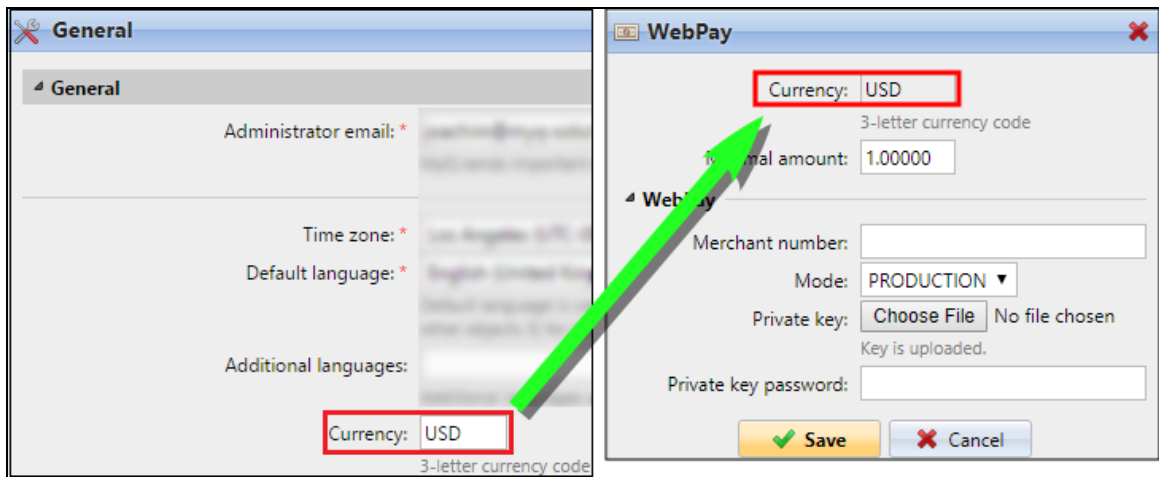 General
General
Administrator email: *
Time zone: *
Default language: *
Additional languages:
Currency: USD
3-letter currency code
WebPay
Currency: USD
3-letter currency code
amount: 1.00000
WebPay
Merchant number:
Mode: PRODUCTION
Private key: Choose File No file chosen
Key is uploaded.
Private key password:
Save Cancel